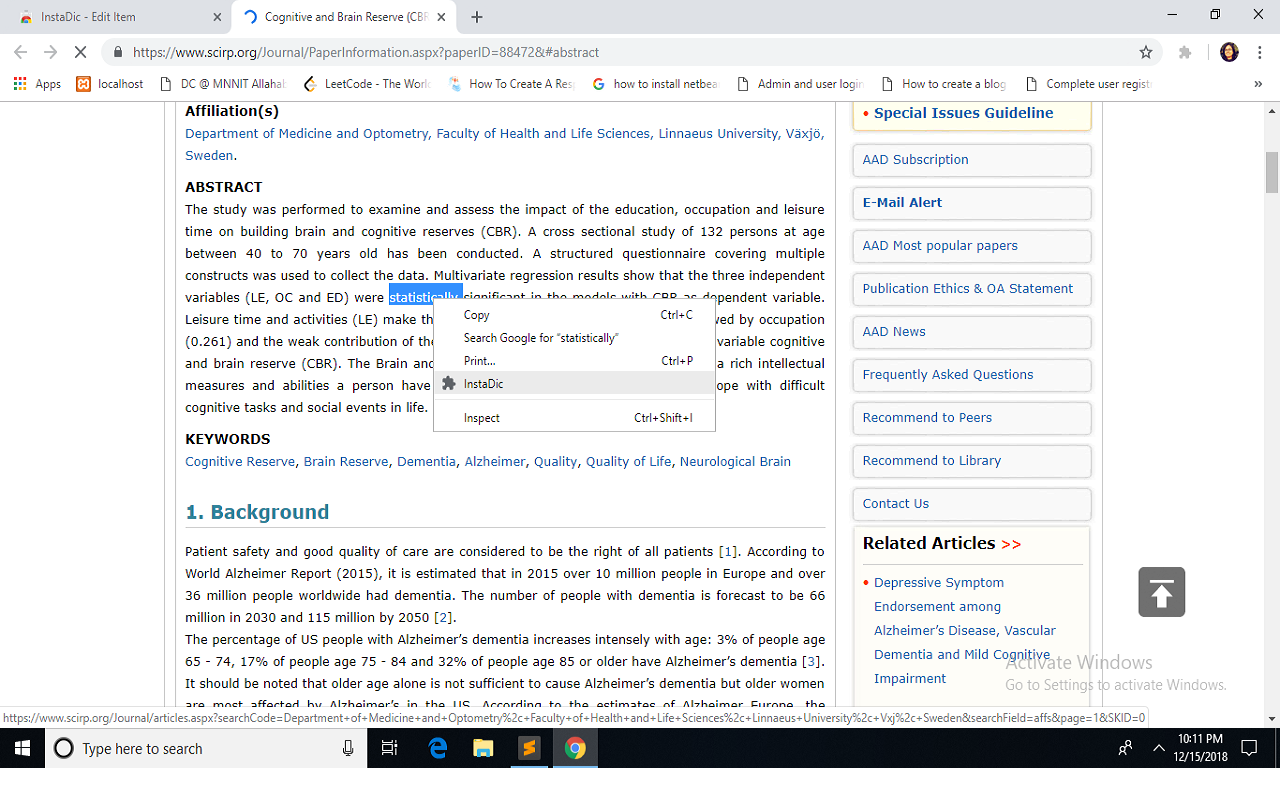 InstaDic - Edit Item
Cognitive and Brain Reserve (CBR
https://www.scirp.org/Journal/PaperInformation.aspx?paperID=88472&#abstract
Apps
localhost
DC @ MNNIT Allahab
LeetCode - The World
How To Create A Resp
how to install netbea
Admin and user login
How to create a blog
Complete user registr
»
Affiliation(s)
Department of Medicine and Optometry, Faculty of Health and Life Sciences, Linnaeus University, Växjö,
Sweden.
ABSTRACT
The study was performed to examine and assess the impact of the education, occupation and leisure
time on building brain and cognitive reserves (CBR). A cross sectional study of 132 persons at age
between 40 to 70 years old has been conducted. A structured questionnaire covering multiple
constructs was used to collect the data. Multivariate regression results show that the three independent
variables (LE, OC and ED) were statistically significant in the models with CBR as dependent variable.
Leisure time and activities (LE) make th
wed by occupation
(0.261) and the weak contribution of the
variable cognitive
and brain reserve (CBR). The Brain and
a rich intellectual
measures and abilities a person have
ope with difficult
cognitive tasks and social events in life.
Copy Ctrl+C
Search Google for “statistically”
Print... Ctrl+P
InstaDic
Inspect Ctrl+Shift+I
KEYWORDS
Cognitive Reserve, Brain Reserve, Dementia, Alzheimer, Quality, Quality of Life, Neurological Brain
1. Background
Patient safety and good quality of care are considered to be the right of all patients [1]. According to
World Alzheimer Report (2015), it is estimated that in 2015 over 10 million people in Europe and over
36 million people worldwide had dementia. The number of people with dementia is forecast to be 66
million in 2030 and 115 million by 2050 [2].
The percentage of US people with Alzheimer’s dementia increases intensely with age: 3% of people age
65 - 74, 17% of people age 75 - 84 and 32% of people age 85 or older have Alzheimer’s dementia [3].
It should be noted that older age alone is not sufficient to cause Alzheimer’s dementia but older women
are most affected by Alzheimer’s in the US. According to the estimates of Alzheimer Europe, the
Special Issues Guideline
AAD Subscription
E-Mail Alert
AAD Most popular papers
Publication Ethics & OA Statement
AAD News
Frequently Asked Questions
Recommend to Peers
Recommend to Library
Contact Us
Related Articles >>
Depressive Symptom
Endorsement among
Alzheimer’s Disease, Vascular
Dementia and Mild Cognitive
Impairment
Activate Windows
Go to Settings to activate Windows.
https://www.scirp.org/Journal/articles.aspx?searchCode=Department+of+Medicine+and+Optometry%2c+Faculty+of+Health+and+Life+Sciences%2c+Linnaeus+University%2c+Vxj%2c+Sweden&searchField=affs&page=1&SKID=0
Type here to search
10:11 PM
12/15/2018